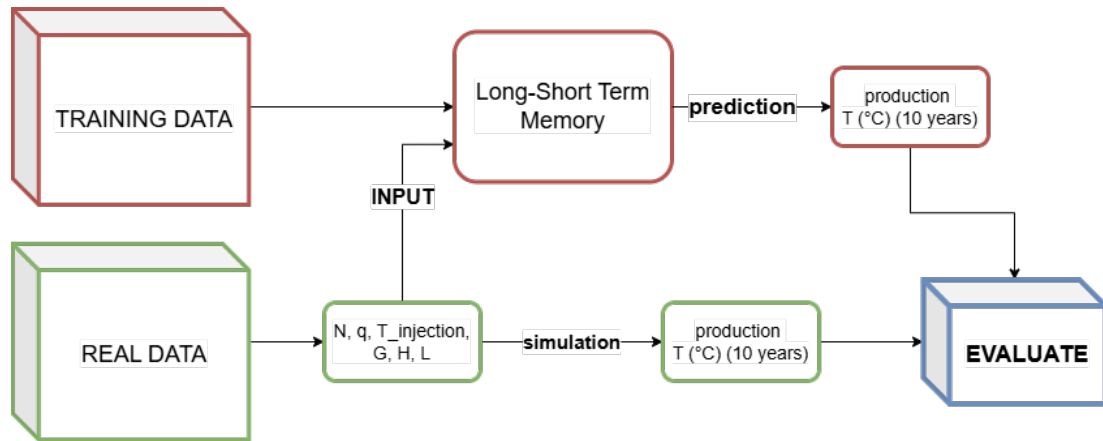 TRAINING DATA
Long-Short Term
Memory
prediction
production
T (°C) (10 years)
INPUT
REAL DATA
N, q, T_injection,
G, H, L
simulation
production
T (°C) (10 years)
EVALUATE